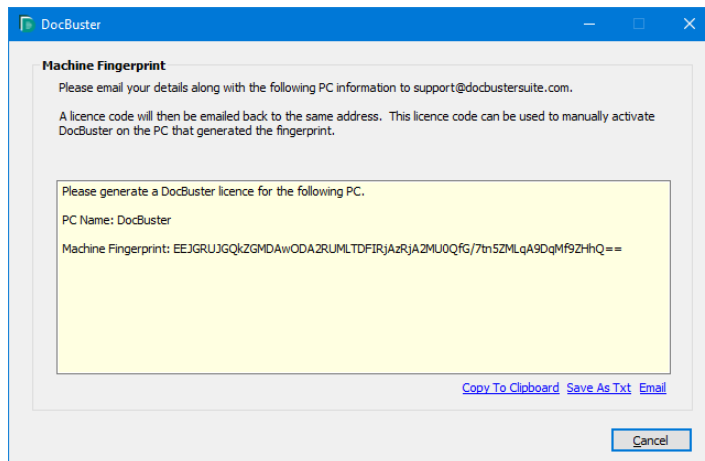 DocBuster
Machine Fingerprint
Please email your details along with the following PC information to support@docbustersuite.com.
A licence code will then be emailed back to the same address. This licence code can be used to manually activate
DocBuster on the PC that generated the fingerprint.
Please generate a DocBuster licence for the following PC.
PC Name: DocBuster
Machine Fingerprint: EEJGRUJGQkZGMDAwODA2RUMLTDFIRjAzRjA2MU0QfG/7tn5ZMLqA9DqMf9ZHhQ==
Copy To Clipboard Save As Txt Email
Cancel